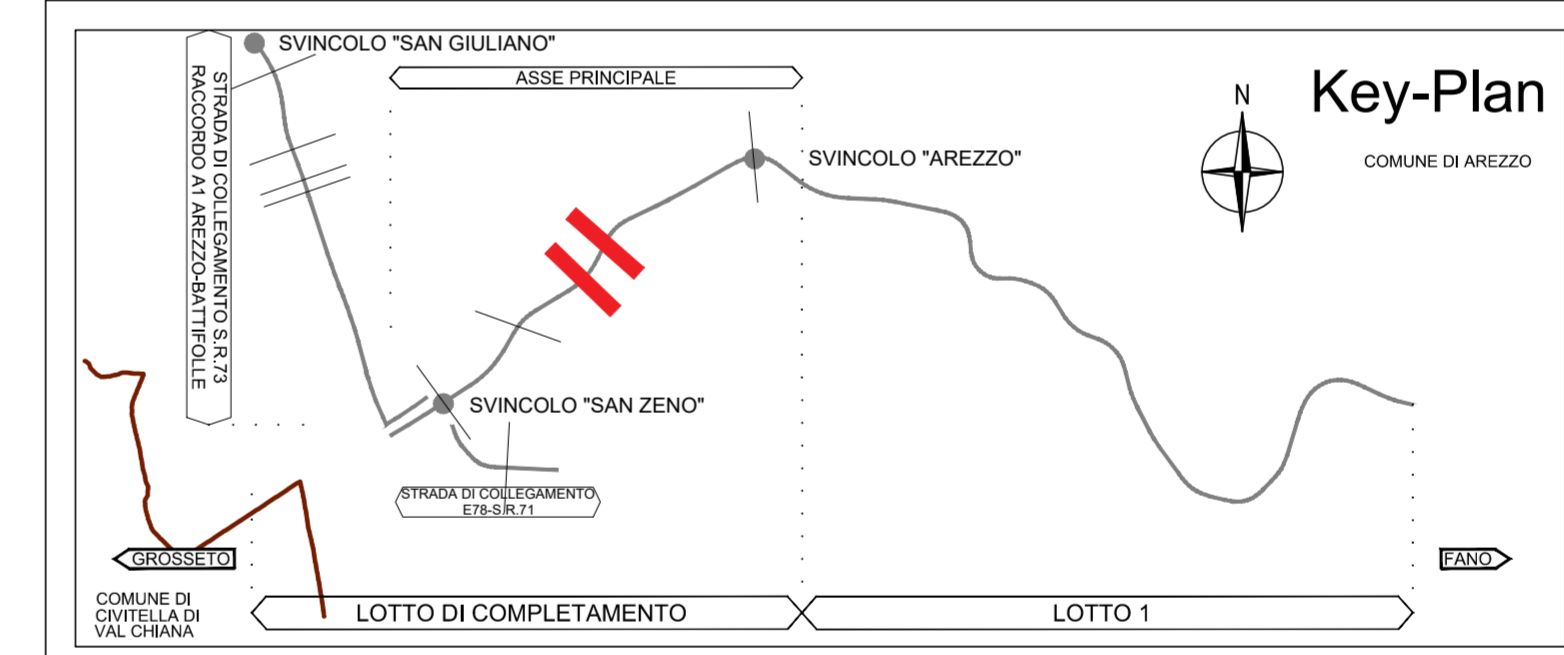 SVINCOLO "SAN GIULIANO"
ASSE PRINCIPALE
Key-Plan
N
COMUNE DI AREZZO
STRADA DI COLLEGAMENTO S.R.73
RACCORDO A1 AREZZO-BATTIFOLLE
SVINCOLO "AREZZO"
SVINCOLO "SAN ZENO"
STRADA DI COLLEGAMENTO
E78-S.R.71
GROSSETO
FANO
COMUNE DI
CIVITELLA DI
VAL CHIANA
LOTTO DI COMPLETAMENTO
LOTTO 1